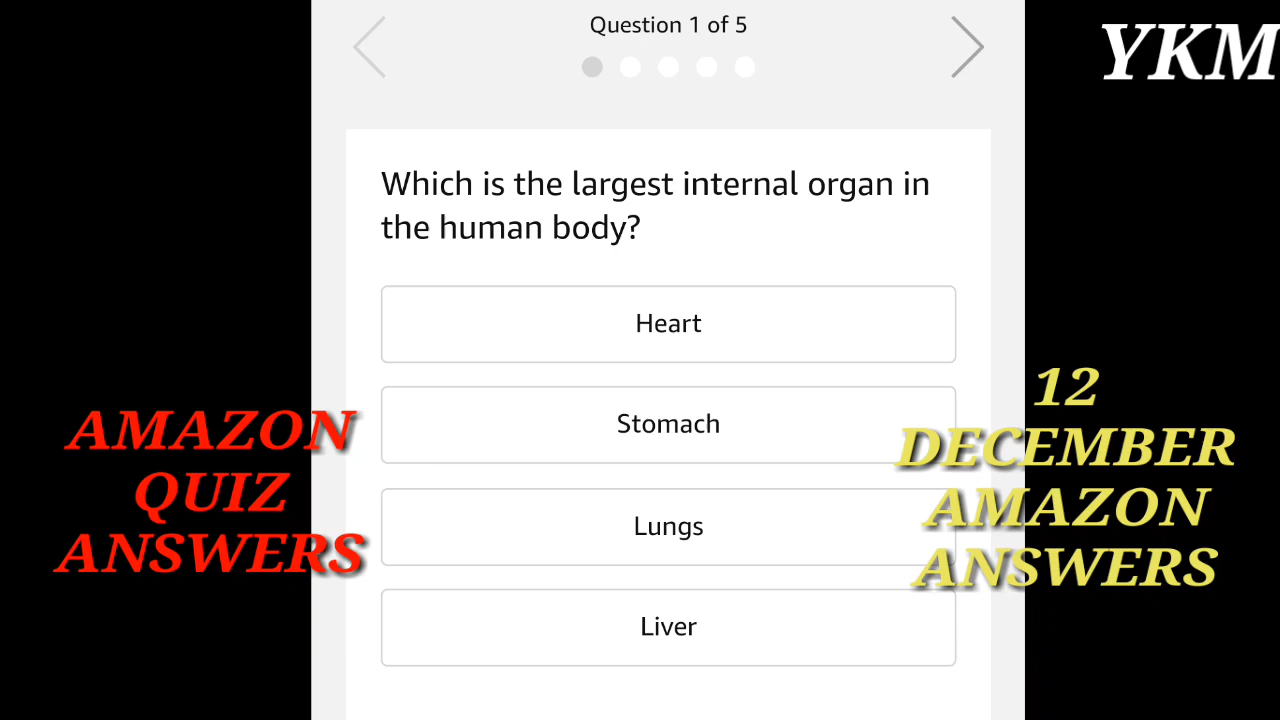 Question 1 of 5
YKM
Which is the largest internal organ in
the human body?
Heart
Stomach
Lungs
Liver
AMAZON
QUIZ
ANSWERS
12
DECEMBER
AMAZON
ANSWERS